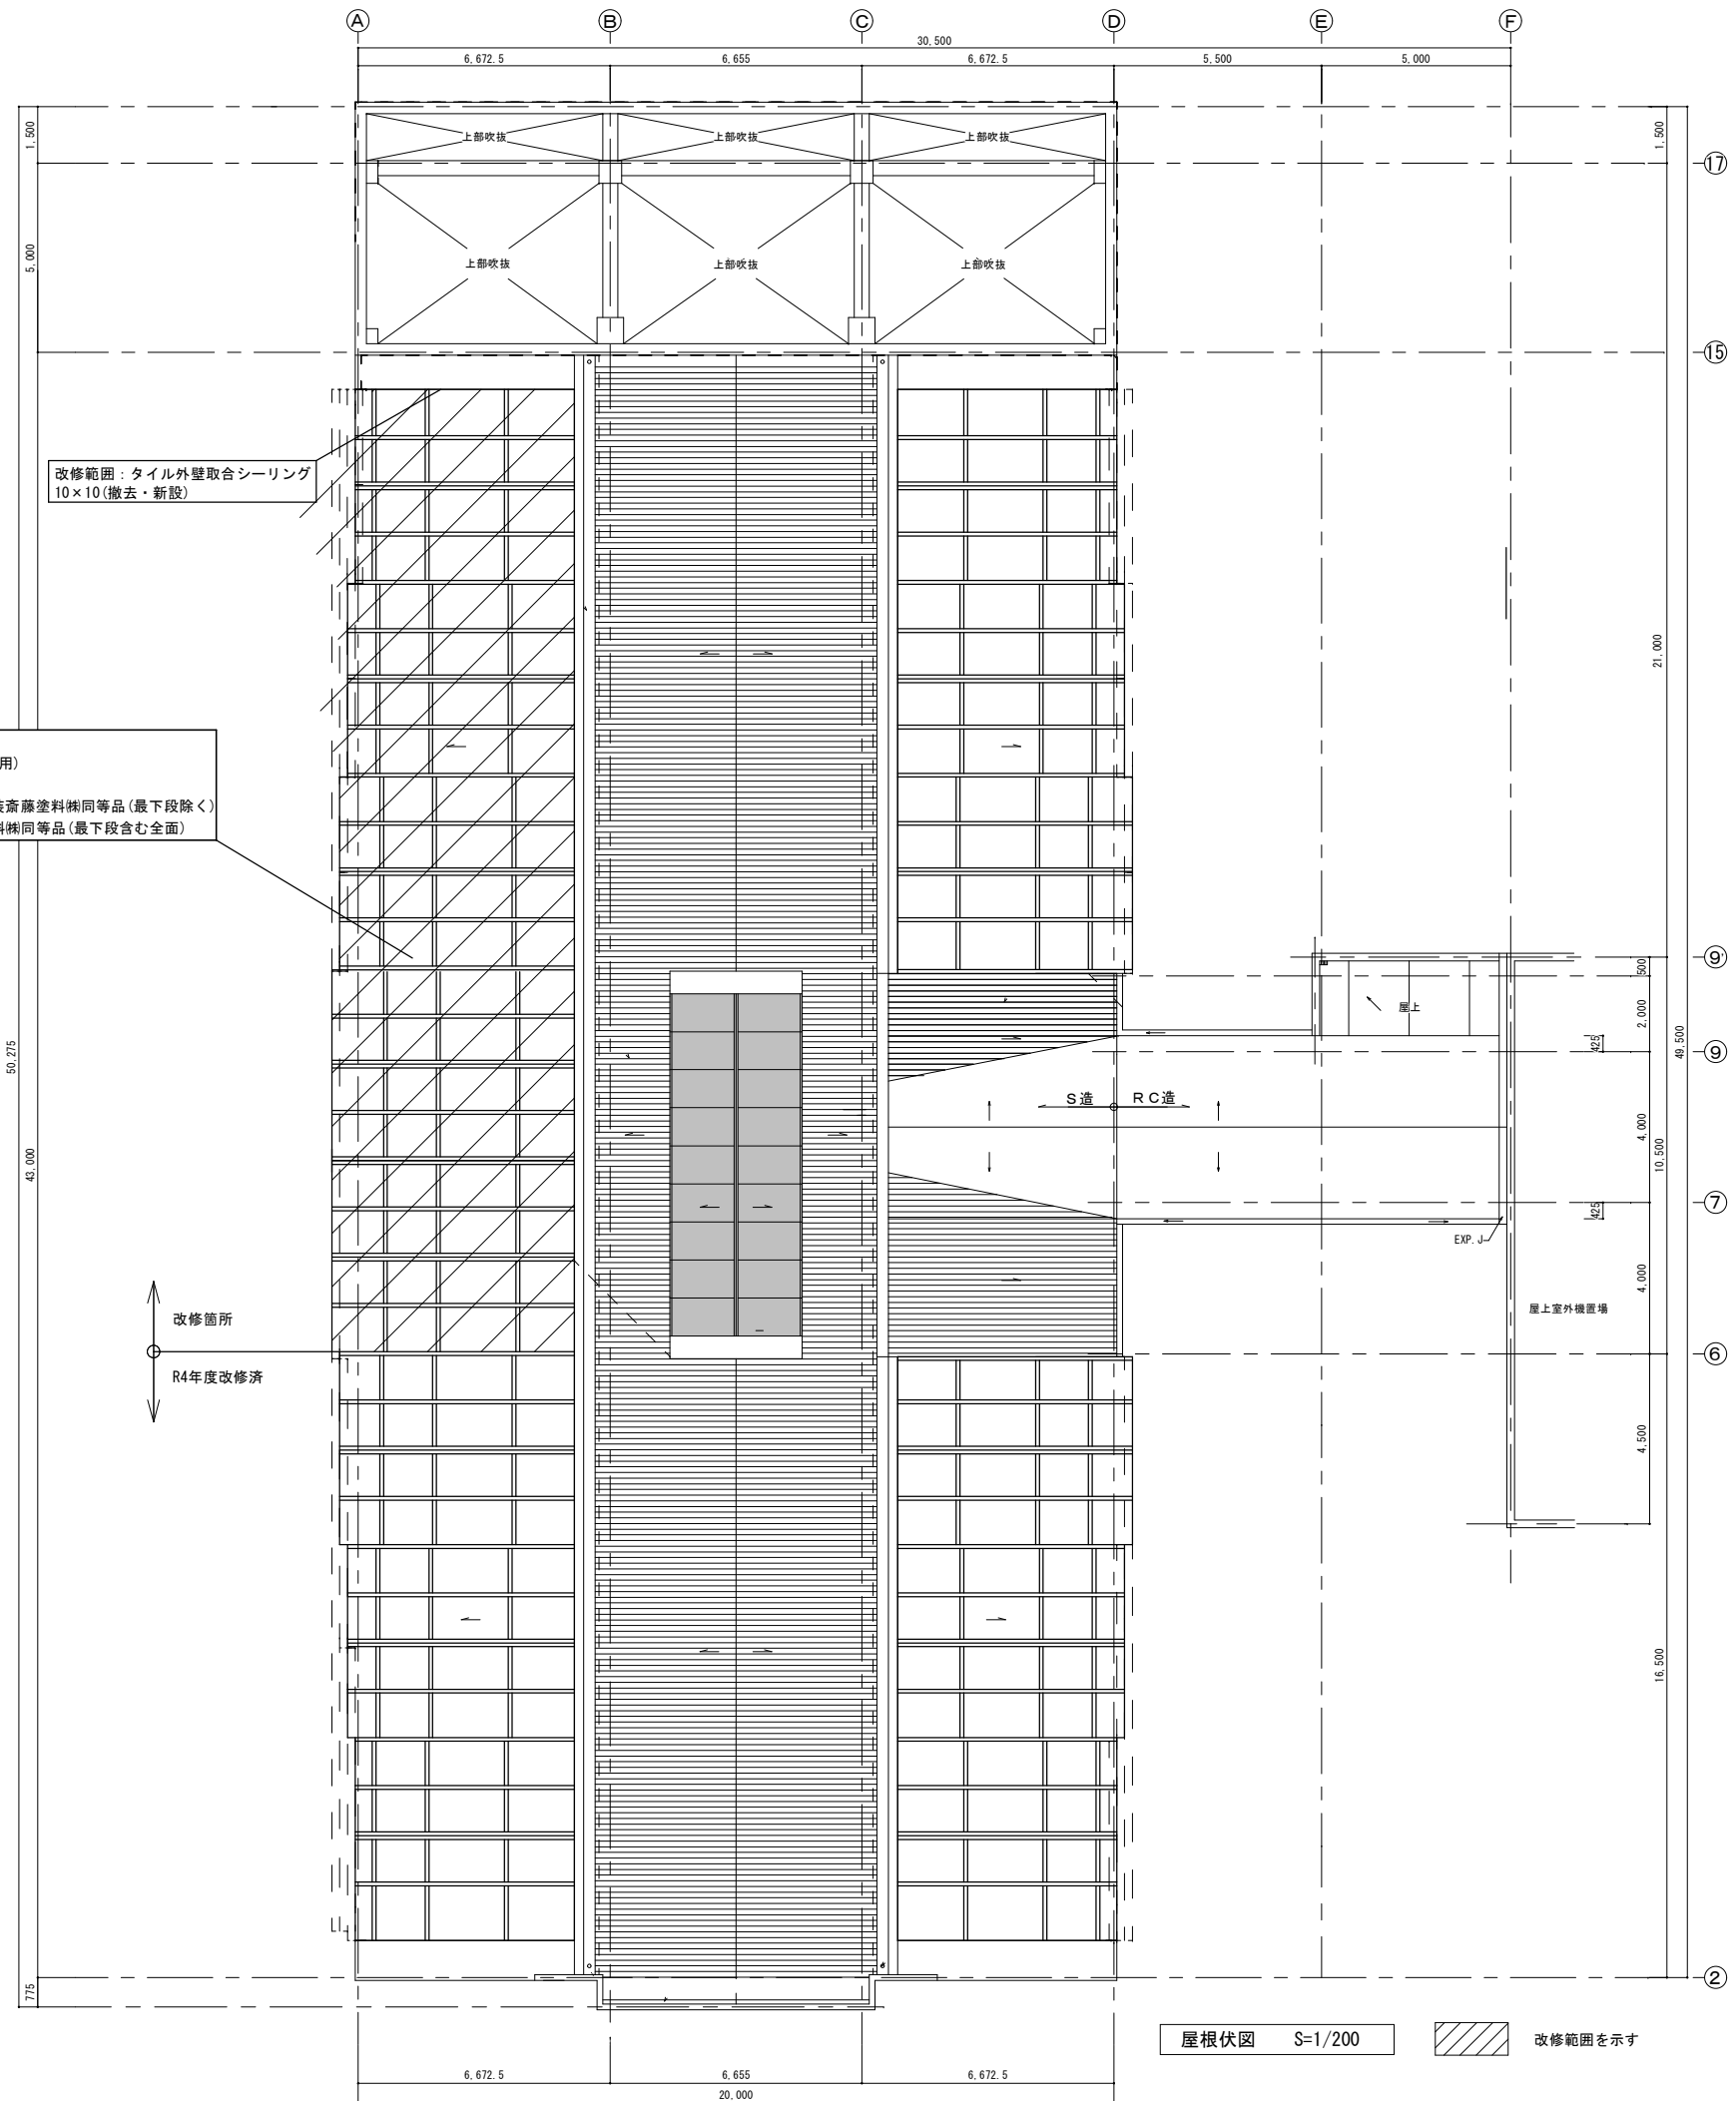 A B C D E F
30,500
6,672.5 6,655 6,672.5 5,500 5,000
1,500
上部吹抜 上部吹抜 上部吹抜
1,500
17
5,000
上部吹抜 上部吹抜 上部吹抜
15
改修範囲：タイル外壁取合シーリング
10×10(撤去・新設)
21,000
用)
斎藤塗料㈱同等品(最下段除く)
㈱同等品(最下段含む全面)
9'
500
屋上
2,000
425
9
49,500
50,275
43,000
S造 RC造
4,000
10,500
7
425
EXP.J
4,000
屋上室外機置場
改修箇所
6
R4年度改修済
4,500
16,500
775
2
屋根伏図 S=1/200
改修範囲を示す
6,672.5 6,655 6,672.5
20,000